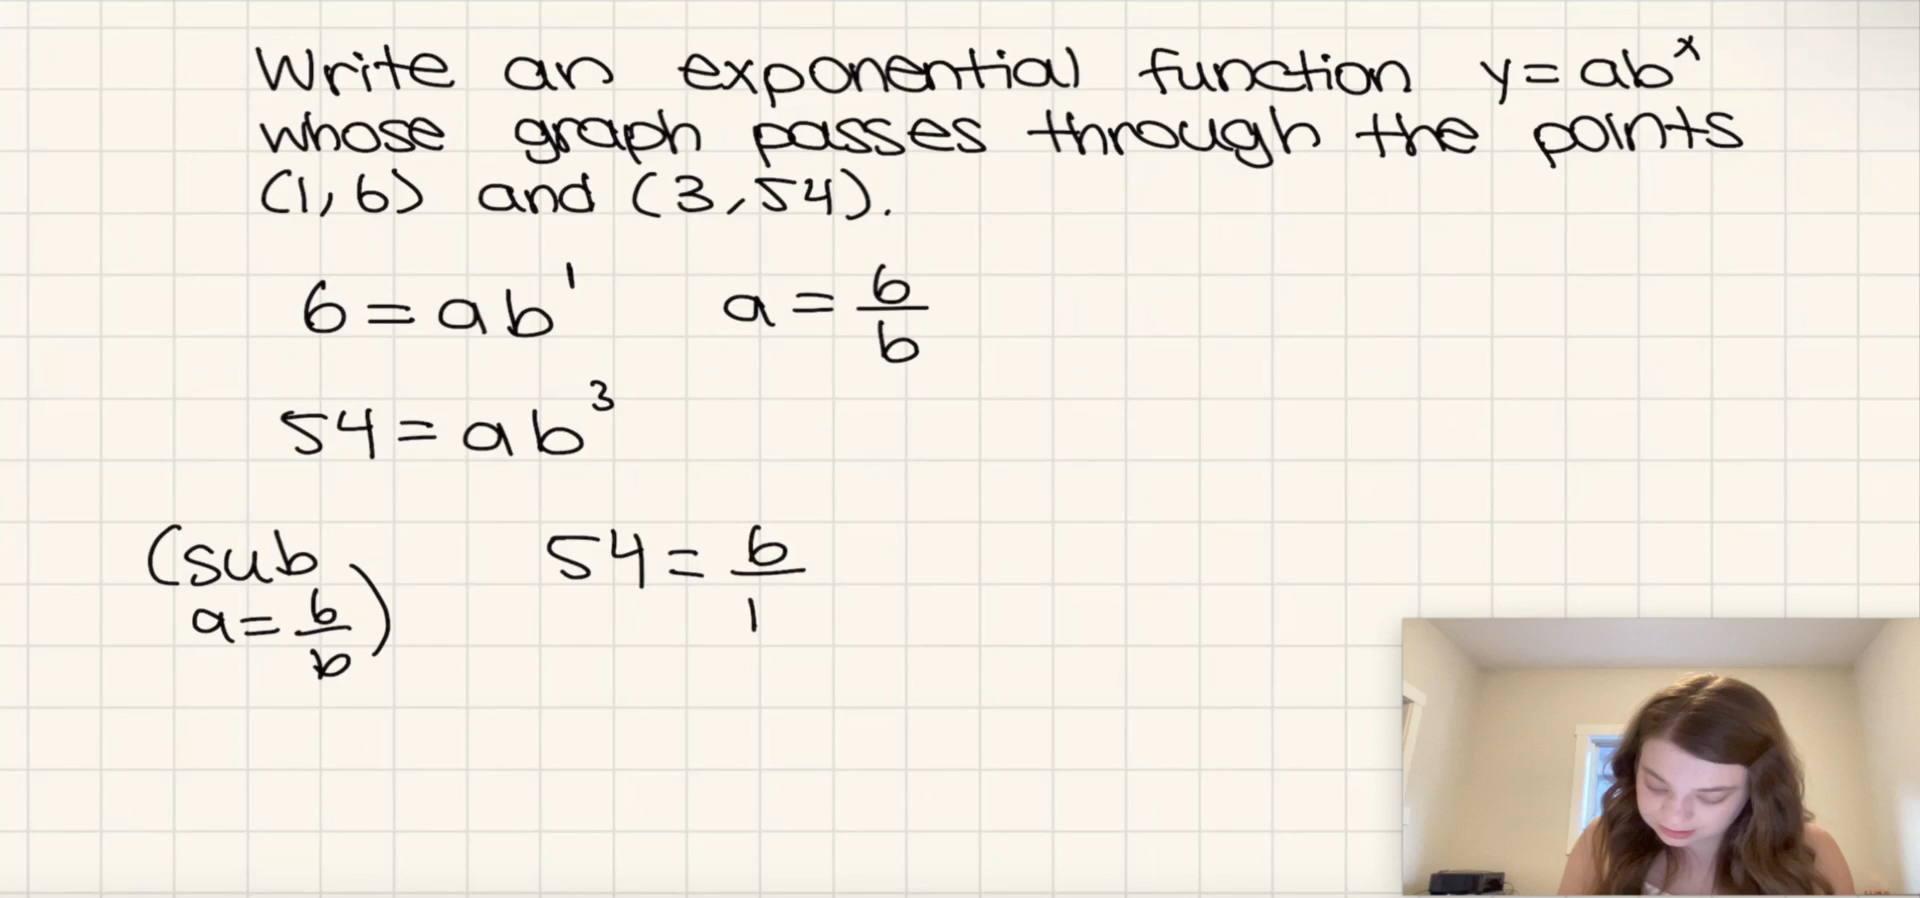 Write an exponential function y = ab^x
whose graph passes through the points
(1, 6) and (3, 54).
6 = ab^1    a = 6/b
54 = ab^3
(sub    54 = 6/1
a = 6/b)